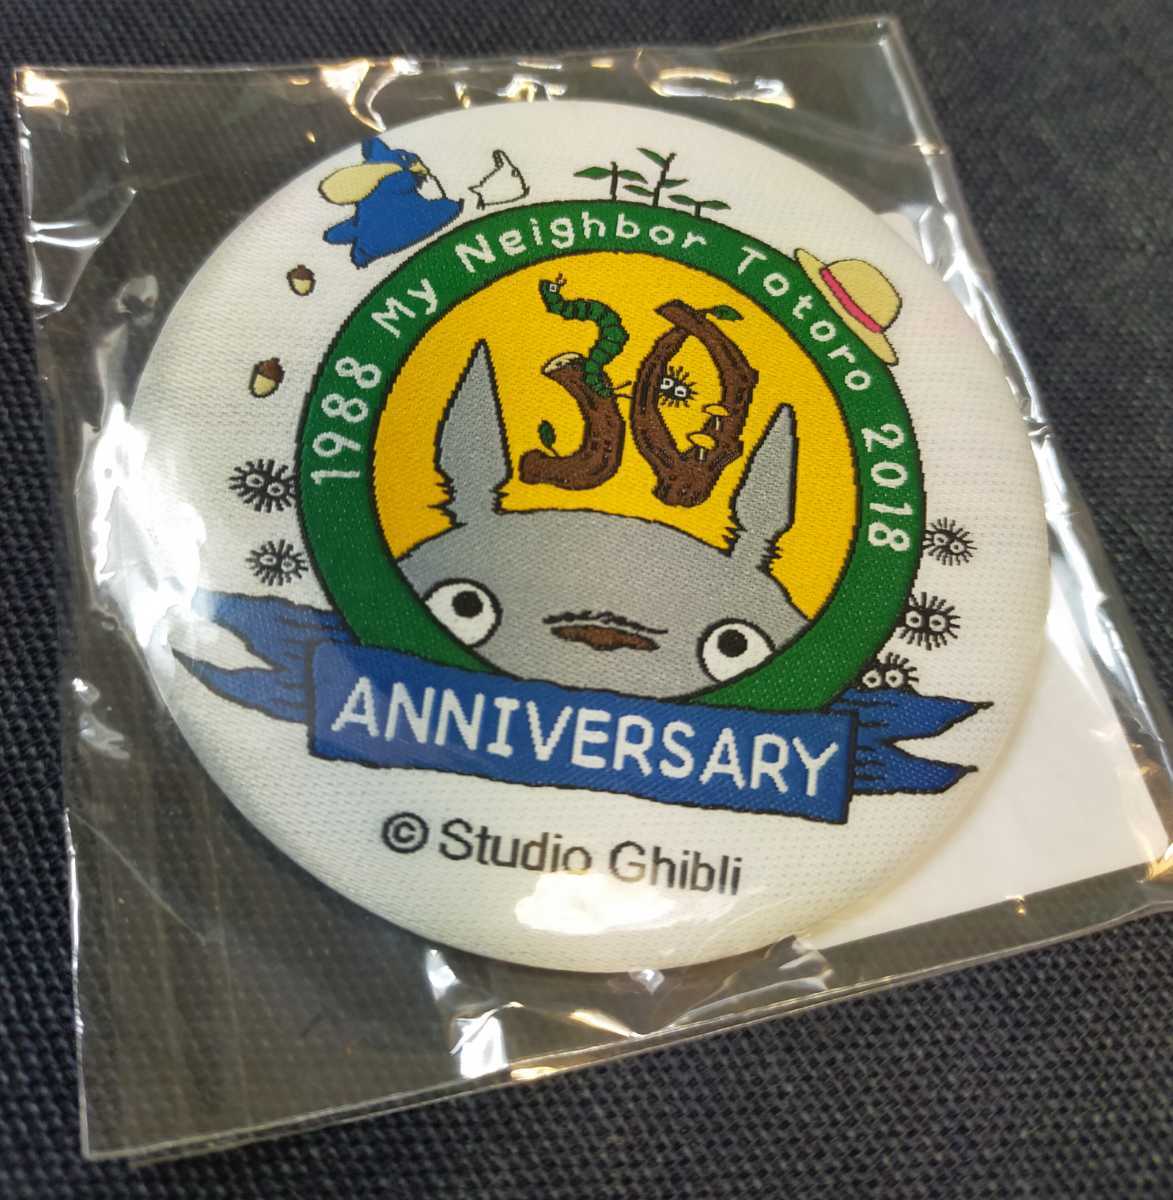 1988 My Neighbor Totoro 2018
30
ANNIVERSARY
© Studio Ghibli